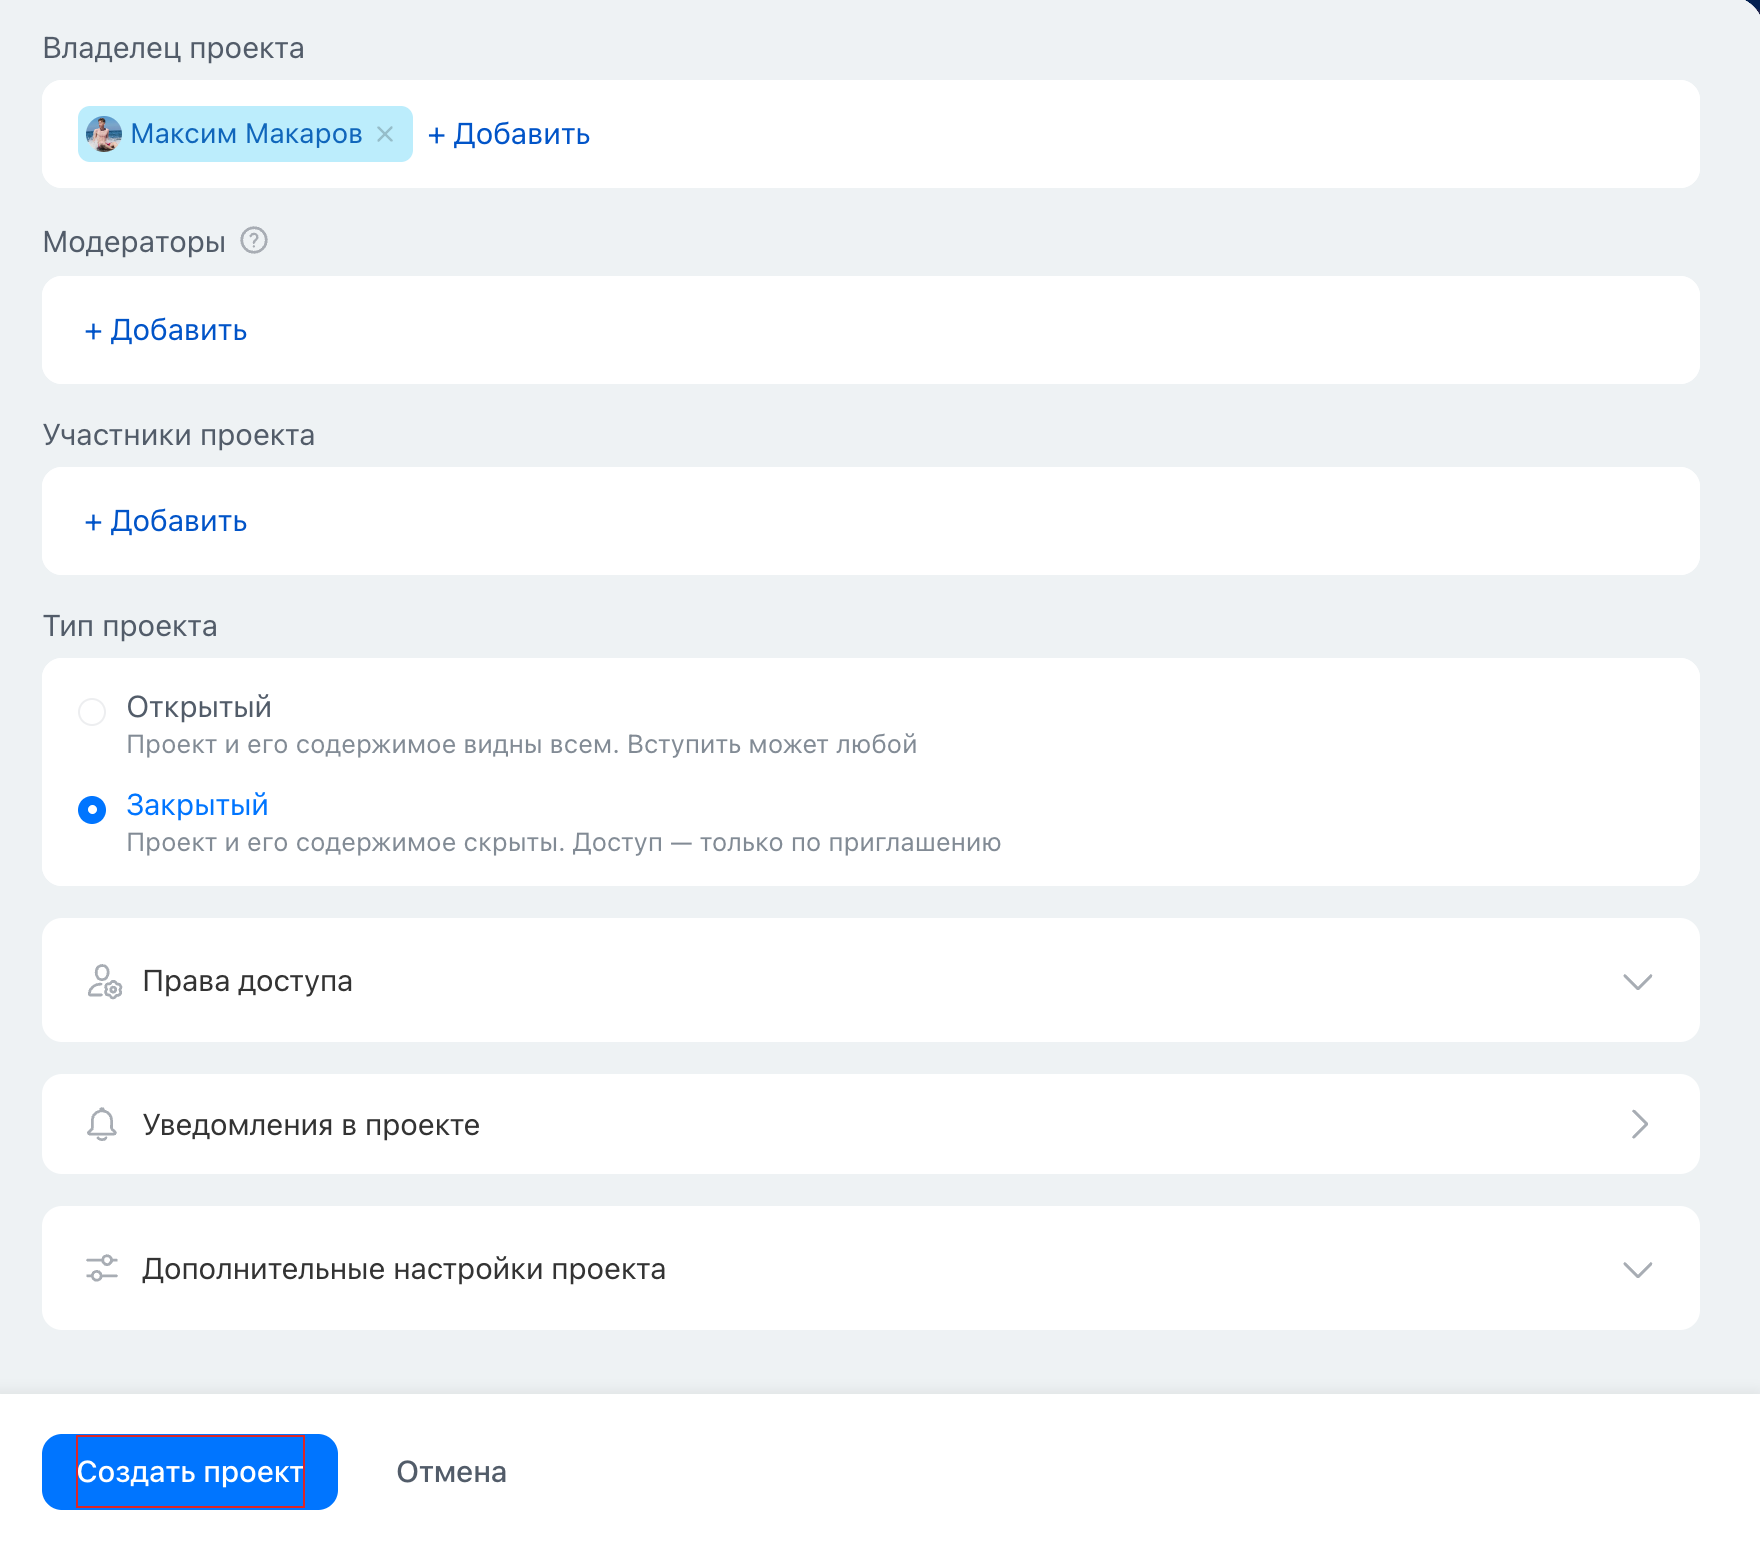 Владелец проекта
Максим Макаров × + Добавить
Модераторы ?
+ Добавить
Участники проекта
+ Добавить
Тип проекта
Открытый
Проект и его содержимое видны всем. Вступить может любой
Закрытый
Проект и его содержимое скрыты. Доступ — только по приглашению
Права доступа
Уведомления в проекте
Дополнительные настройки проекта
Создать проект Отмена